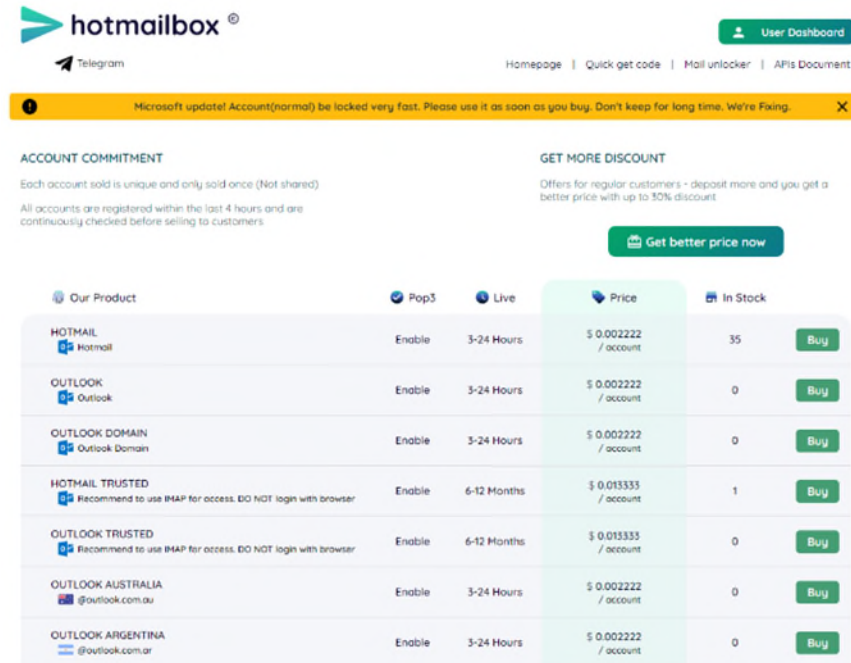 hotmailbox ©
User Dashboard
Telegram
Homepage | Quick get code | Mail unlocker | APIs Document
Microsoft update! Account(normal) be locked very fast. Please use it as soon as you buy. Don't keep for long time. We're Fixing.
ACCOUNT COMMITMENT
Each account sold is unique and only sold once (Not shared)
All accounts are registered within the last 4 hours and are
continuously checked before selling to customers
GET MORE DISCOUNT
Offers for regular customers - deposit more and you get a
better price with up to 30% discount
Get better price now
Our Product Pop3 Live Price In Stock
HOTMAIL
Hotmail
Enable 3-24 Hours $ 0.002222
/ account
35 Buy
OUTLOOK
Outlook
Enable 3-24 Hours $ 0.002222
/ account
0 Buy
OUTLOOK DOMAIN
Outlook Domain
Enable 3-24 Hours $ 0.002222
/ account
0 Buy
HOTMAIL TRUSTED
Recommend to use IMAP for access. DO NOT login with browser
Enable 6-12 Months $ 0.013333
/ account
1 Buy
OUTLOOK TRUSTED
Recommend to use IMAP for access. DO NOT login with browser
Enable 6-12 Months $ 0.013333
/ account
0 Buy
OUTLOOK AUSTRALIA
@outlook.com.au
Enable 3-24 Hours $ 0.002222
/ account
0 Buy
OUTLOOK ARGENTINA
@outlook.com.ar
Enable 3-24 Hours $ 0.002222
/ account
0 Buy